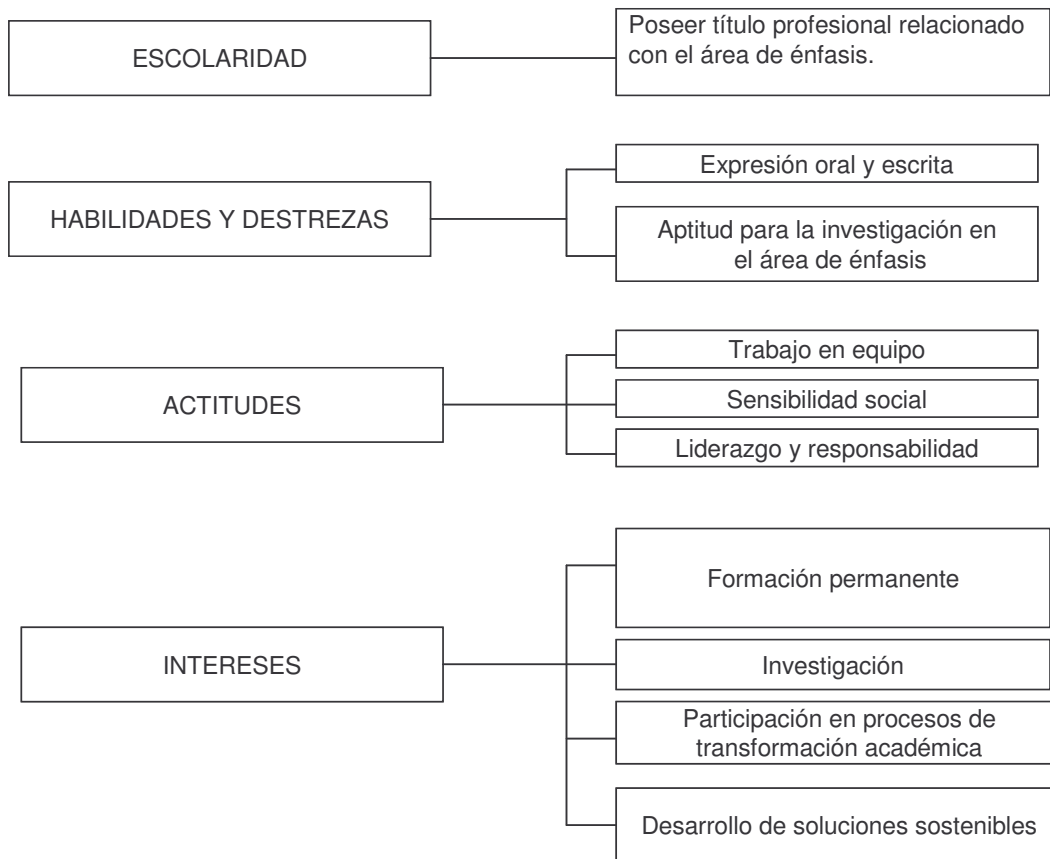 ESCOLARIDAD
Poseer título profesional relacionado
con el área de énfasis.
HABILIDADES Y DESTREZAS
Expresión oral y escrita
Aptitud para la investigación en
el área de énfasis
ACTITUDES
Trabajo en equipo
Sensibilidad social
Liderazgo y responsabilidad
INTERESES
Formación permanente
Investigación
Participación en procesos de
transformación académica
Desarrollo de soluciones sostenibles